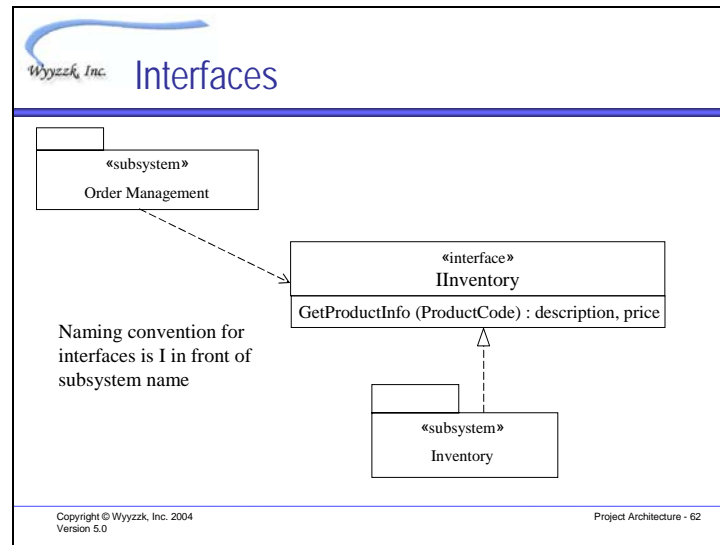 Wyyzzk, Inc.
Interfaces
«subsystem»
Order Management
«interface»
IInventory
GetProductInfo (ProductCode) : description, price
Naming convention for
interfaces is I in front of
subsystem name
«subsystem»
Inventory
Copyright © Wyyzzk, Inc. 2004
Version 5.0
Project Architecture - 62